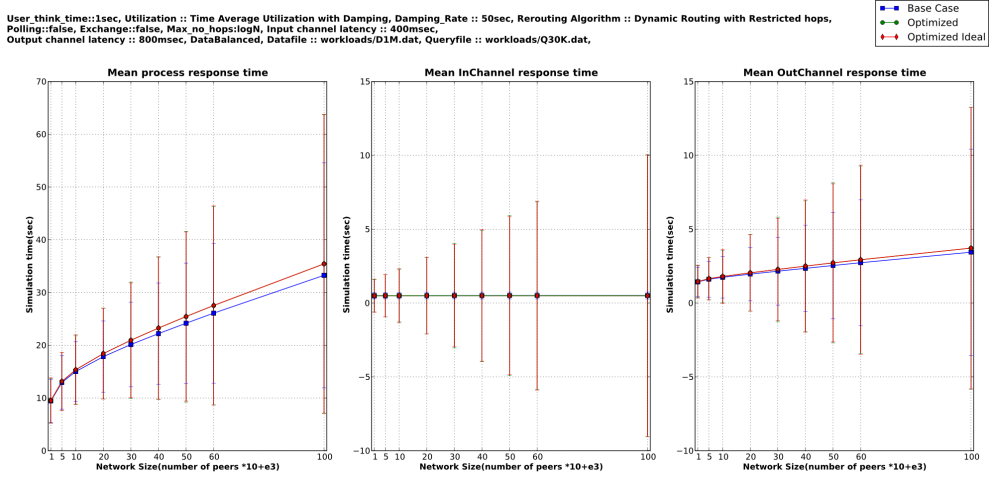 User_think_time::1sec, Utilization :: Time Average Utilization with Damping, Damping_Rate :: 50sec, Rerouting Algorithm :: Dynamic Routing with Restricted hops,
Polling::false, Exchange::false, Max_no_hops:logN, Input channel latency :: 400msec,
Output channel latency :: 800msec, DataBalanced, Datafile :: workloads/D1M.dat, Queryfile :: workloads/Q30K.dat,
Base Case
Optimized
Optimized Ideal
Mean process response time
70
60
50
40
30
20
10
0
Simulation time(sec)
1 5 10 20 30 40 50 60 100
Network Size(number of peers *10+e3)
Mean InChannel response time
15
10
5
0
−5
−10
Simulation time(sec)
1 5 10 20 30 40 50 60 100
Network Size(number of peers *10+e3)
Mean OutChannel response time
15
10
5
0
−5
−10
Simulation time(sec)
1 5 10 20 30 40 50 60 100
Network Size(number of peers *10+e3)